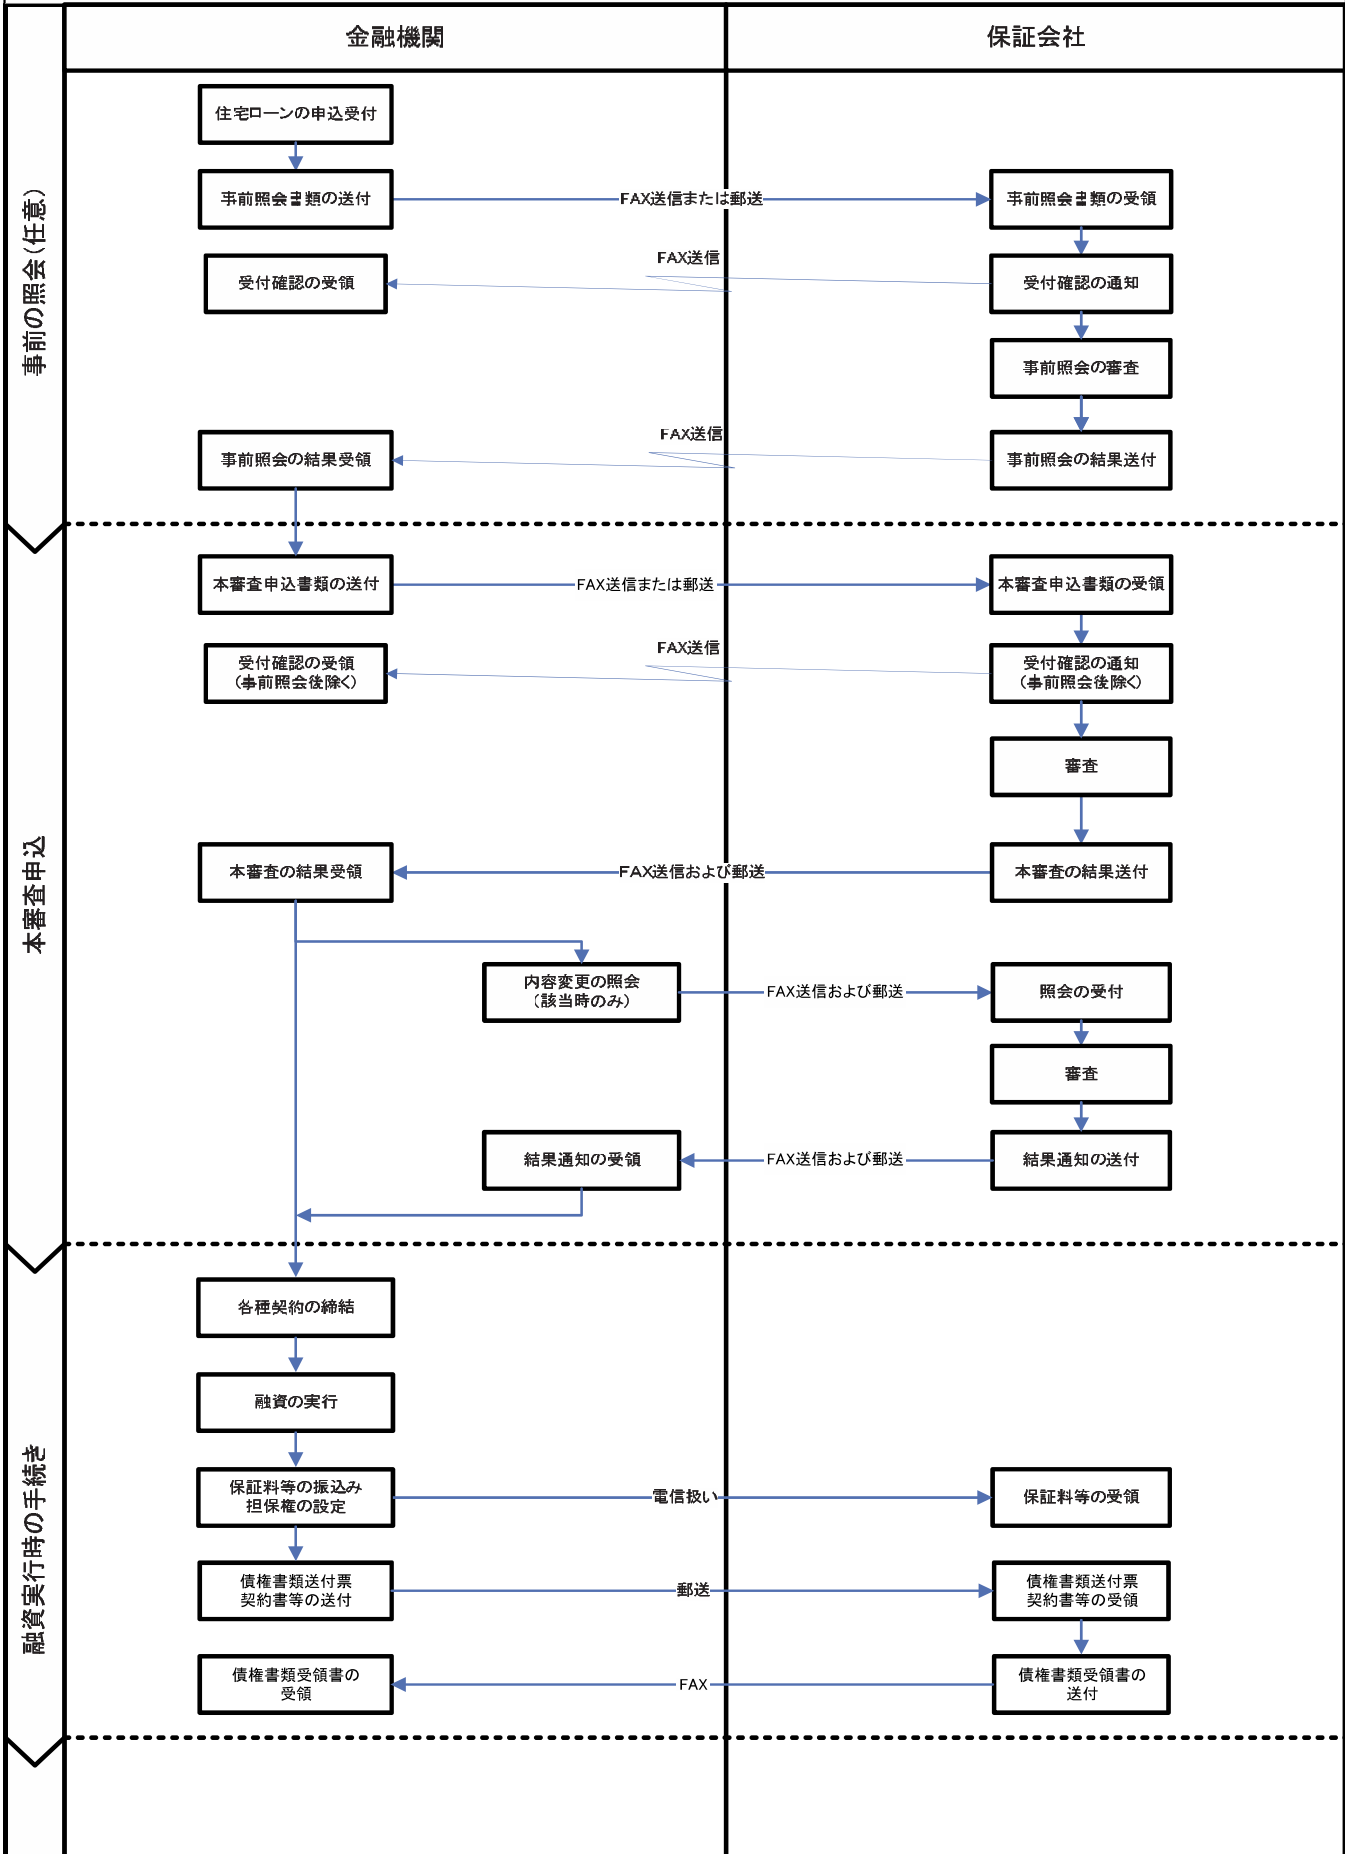 金融機関
保証会社
事前の照会(任意)
住宅ローンの申込受付
事前照会書類の送付
FAX送信または郵送
事前照会書類の受領
FAX送信
受付確認の受領
受付確認の通知
事前照会の審査
FAX送信
事前照会の結果受領
事前照会の結果送付
本審査申込
本審査申込書類の送付
FAX送信または郵送
本審査申込書類の受領
FAX送信
受付確認の受領
(事前照会後除く)
受付確認の通知
(事前照会後除く)
審査
本審査の結果受領
FAX送信および郵送
本審査の結果送付
内容変更の照会
(該当時のみ)
FAX送信および郵送
照会の受付
審査
結果通知の受領
FAX送信および郵送
結果通知の送付
融資実行時の手続き
各種契約の締結
融資の実行
保証料等の振込み
担保権の設定
電信扱い
保証料等の受領
債権書類送付票
契約書等の送付
郵送
債権書類送付票
契約書等の受領
債権書類受領書の
受領
FAX
債権書類受領書の
送付